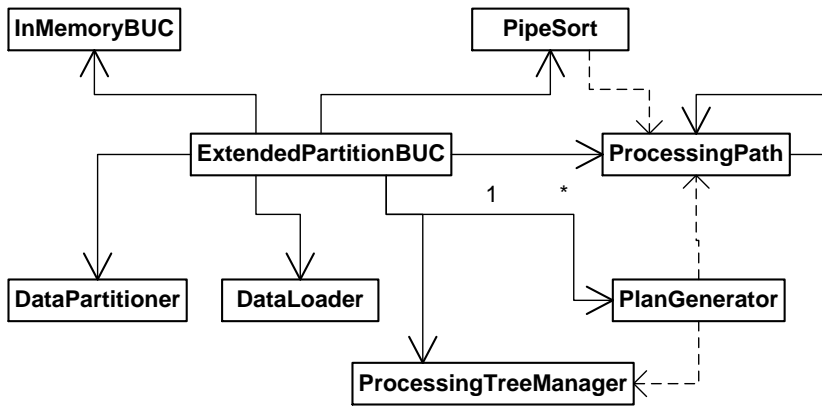 InMemoryBUC
PipeSort
ExtendedPartitionBUC
ProcessingPath
1
*
DataPartitioner
DataLoader
PlanGenerator
ProcessingTreeManager